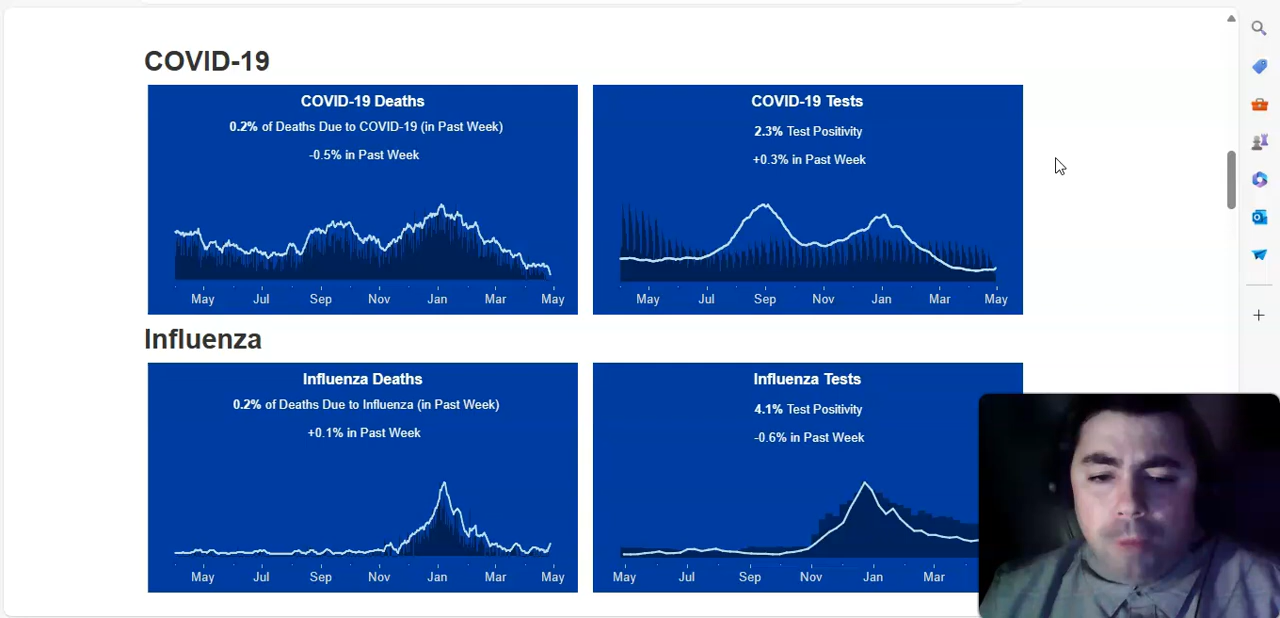 COVID-19
COVID-19 Deaths
0.2% of Deaths Due to COVID-19 (in Past Week)
-0.5% in Past Week
May Jul Sep Nov Jan Mar May
COVID-19 Tests
2.3% Test Positivity
+0.3% in Past Week
May Jul Sep Nov Jan Mar May
Influenza
Influenza Deaths
0.2% of Deaths Due to Influenza (in Past Week)
+0.1% in Past Week
May Jul Sep Nov Jan Mar May
Influenza Tests
4.1% Test Positivity
-0.6% in Past Week
May Jul Sep Nov Jan Mar